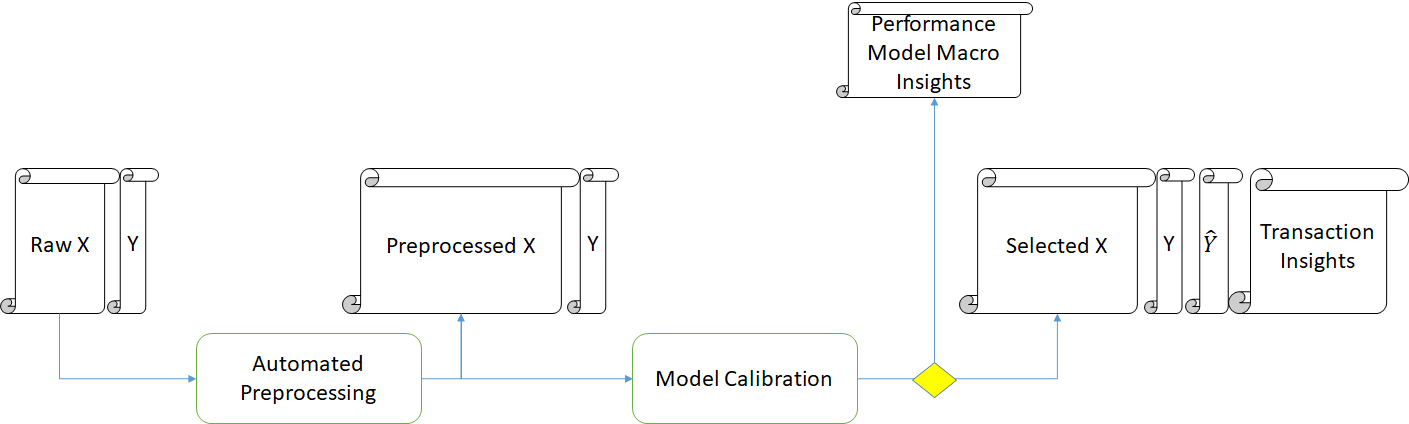 Performance
Model Macro
Insights
Raw X
Y
Preprocessed X
Y
Selected X
Y
Ŷ
Transaction
Insights
Automated
Preprocessing
Model Calibration